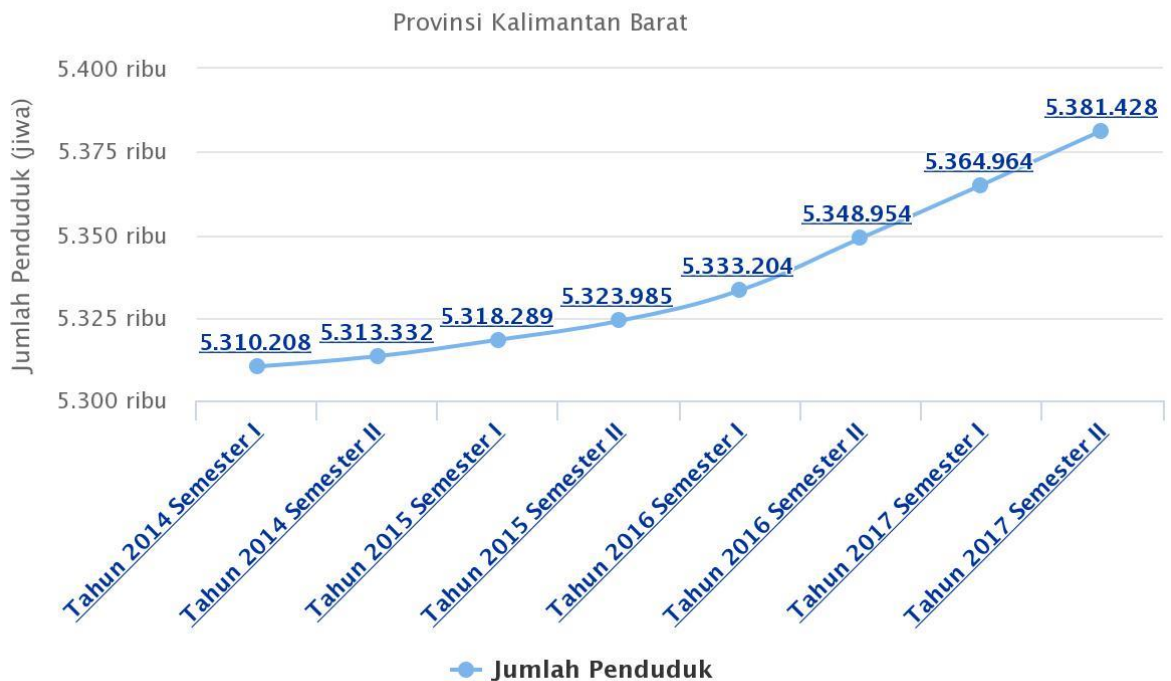 Provinsi Kalimantan Barat
Jumlah Penduduk (jiwa)
5.400 ribu
5.375 ribu
5.350 ribu
5.325 ribu
5.300 ribu
5.310.208
5.313.332
5.318.289
5.323.985
5.333.204
5.348.954
5.364.964
5.381.428
Tahun 2014 Semester I
Tahun 2014 Semester II
Tahun 2015 Semester I
Tahun 2015 Semester II
Tahun 2016 Semester I
Tahun 2016 Semester II
Tahun 2017 Semester I
Tahun 2017 Semester II
Jumlah Penduduk